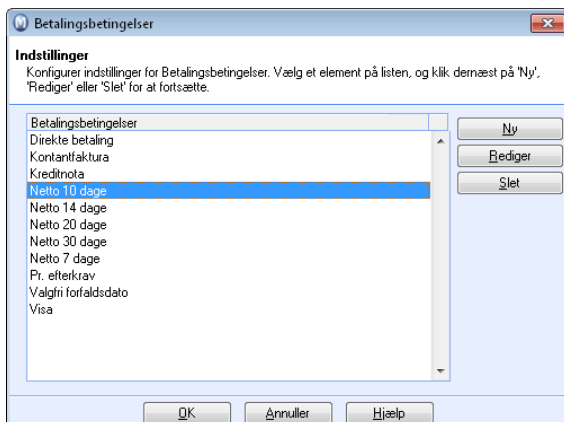 Betalingsbetingelser
Indstillinger
Konfigurer indstillinger for Betalingsbetingelser. Vælg et element på listen, og klik dernæst på 'Ny',
'Rediger' eller 'Slet' for at fortsætte.
Betalingsbetingelser
Direkte betaling
Kontantfaktura
Kreditnota
Netto 10 dage
Netto 14 dage
Netto 20 dage
Netto 30 dage
Netto 7 dage
Pr. efterkrav
Valgfri forfaldsdato
Visa
Ny
Rediger
Slet
OK
Annuller
Hjælp